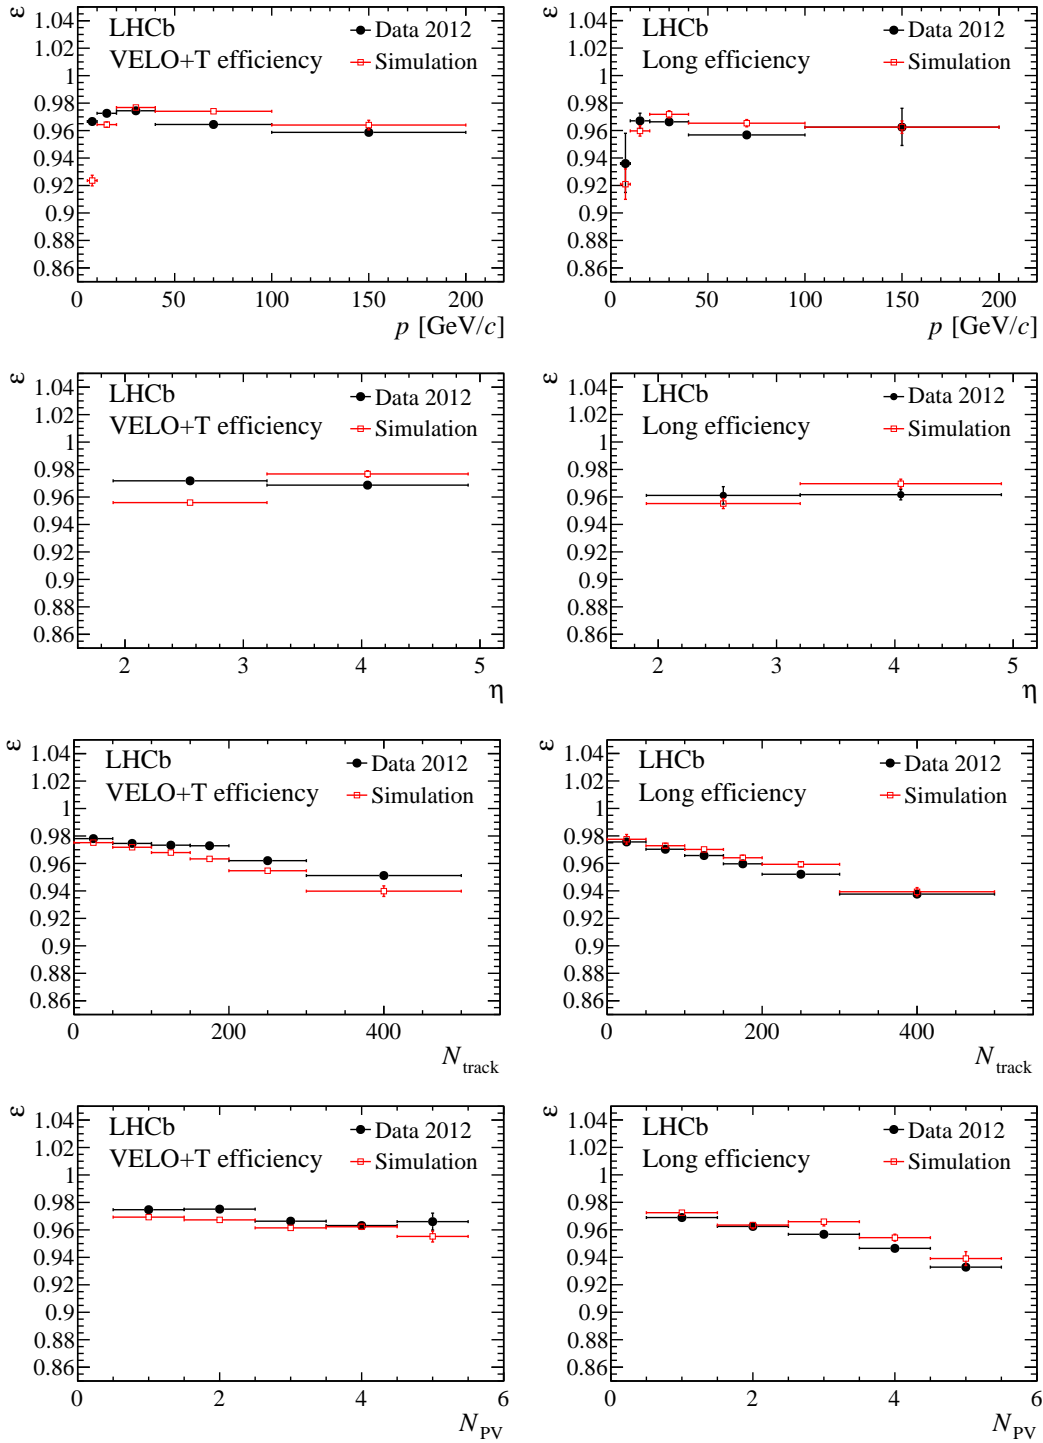 ε
1.04
LHCb
Data 2012
1.02
VELO+T efficiency
Simulation
1
0.98
0.96
0.94
0.92
0.9
0.88
0.86
0 50 100 150 200
p [GeV/c]
ε
1.04
LHCb
Data 2012
1.02
Long efficiency
Simulation
1
0.98
0.96
0.94
0.92
0.9
0.88
0.86
0 50 100 150 200
p [GeV/c]
ε
1.04
LHCb
Data 2012
1.02
VELO+T efficiency
Simulation
1
0.98
0.96
0.94
0.92
0.9
0.88
0.86
2 3 4 5
η
ε
1.04
LHCb
Data 2012
1.02
Long efficiency
Simulation
1
0.98
0.96
0.94
0.92
0.9
0.88
0.86
2 3 4 5
η
ε
1.04
LHCb
Data 2012
1.02
VELO+T efficiency
Simulation
1
0.98
0.96
0.94
0.92
0.9
0.88
0.86
0 200 400
N track
ε
1.04
LHCb
Data 2012
1.02
Long efficiency
Simulation
1
0.98
0.96
0.94
0.92
0.9
0.88
0.86
0 200 400
N track
ε
1.04
LHCb
Data 2012
1.02
VELO+T efficiency
Simulation
1
0.98
0.96
0.94
0.92
0.9
0.88
0.86
0 2 4 6
N PV
ε
1.04
LHCb
Data 2012
1.02
Long efficiency
Simulation
1
0.98
0.96
0.94
0.92
0.9
0.88
0.86
0 2 4 6
N PV